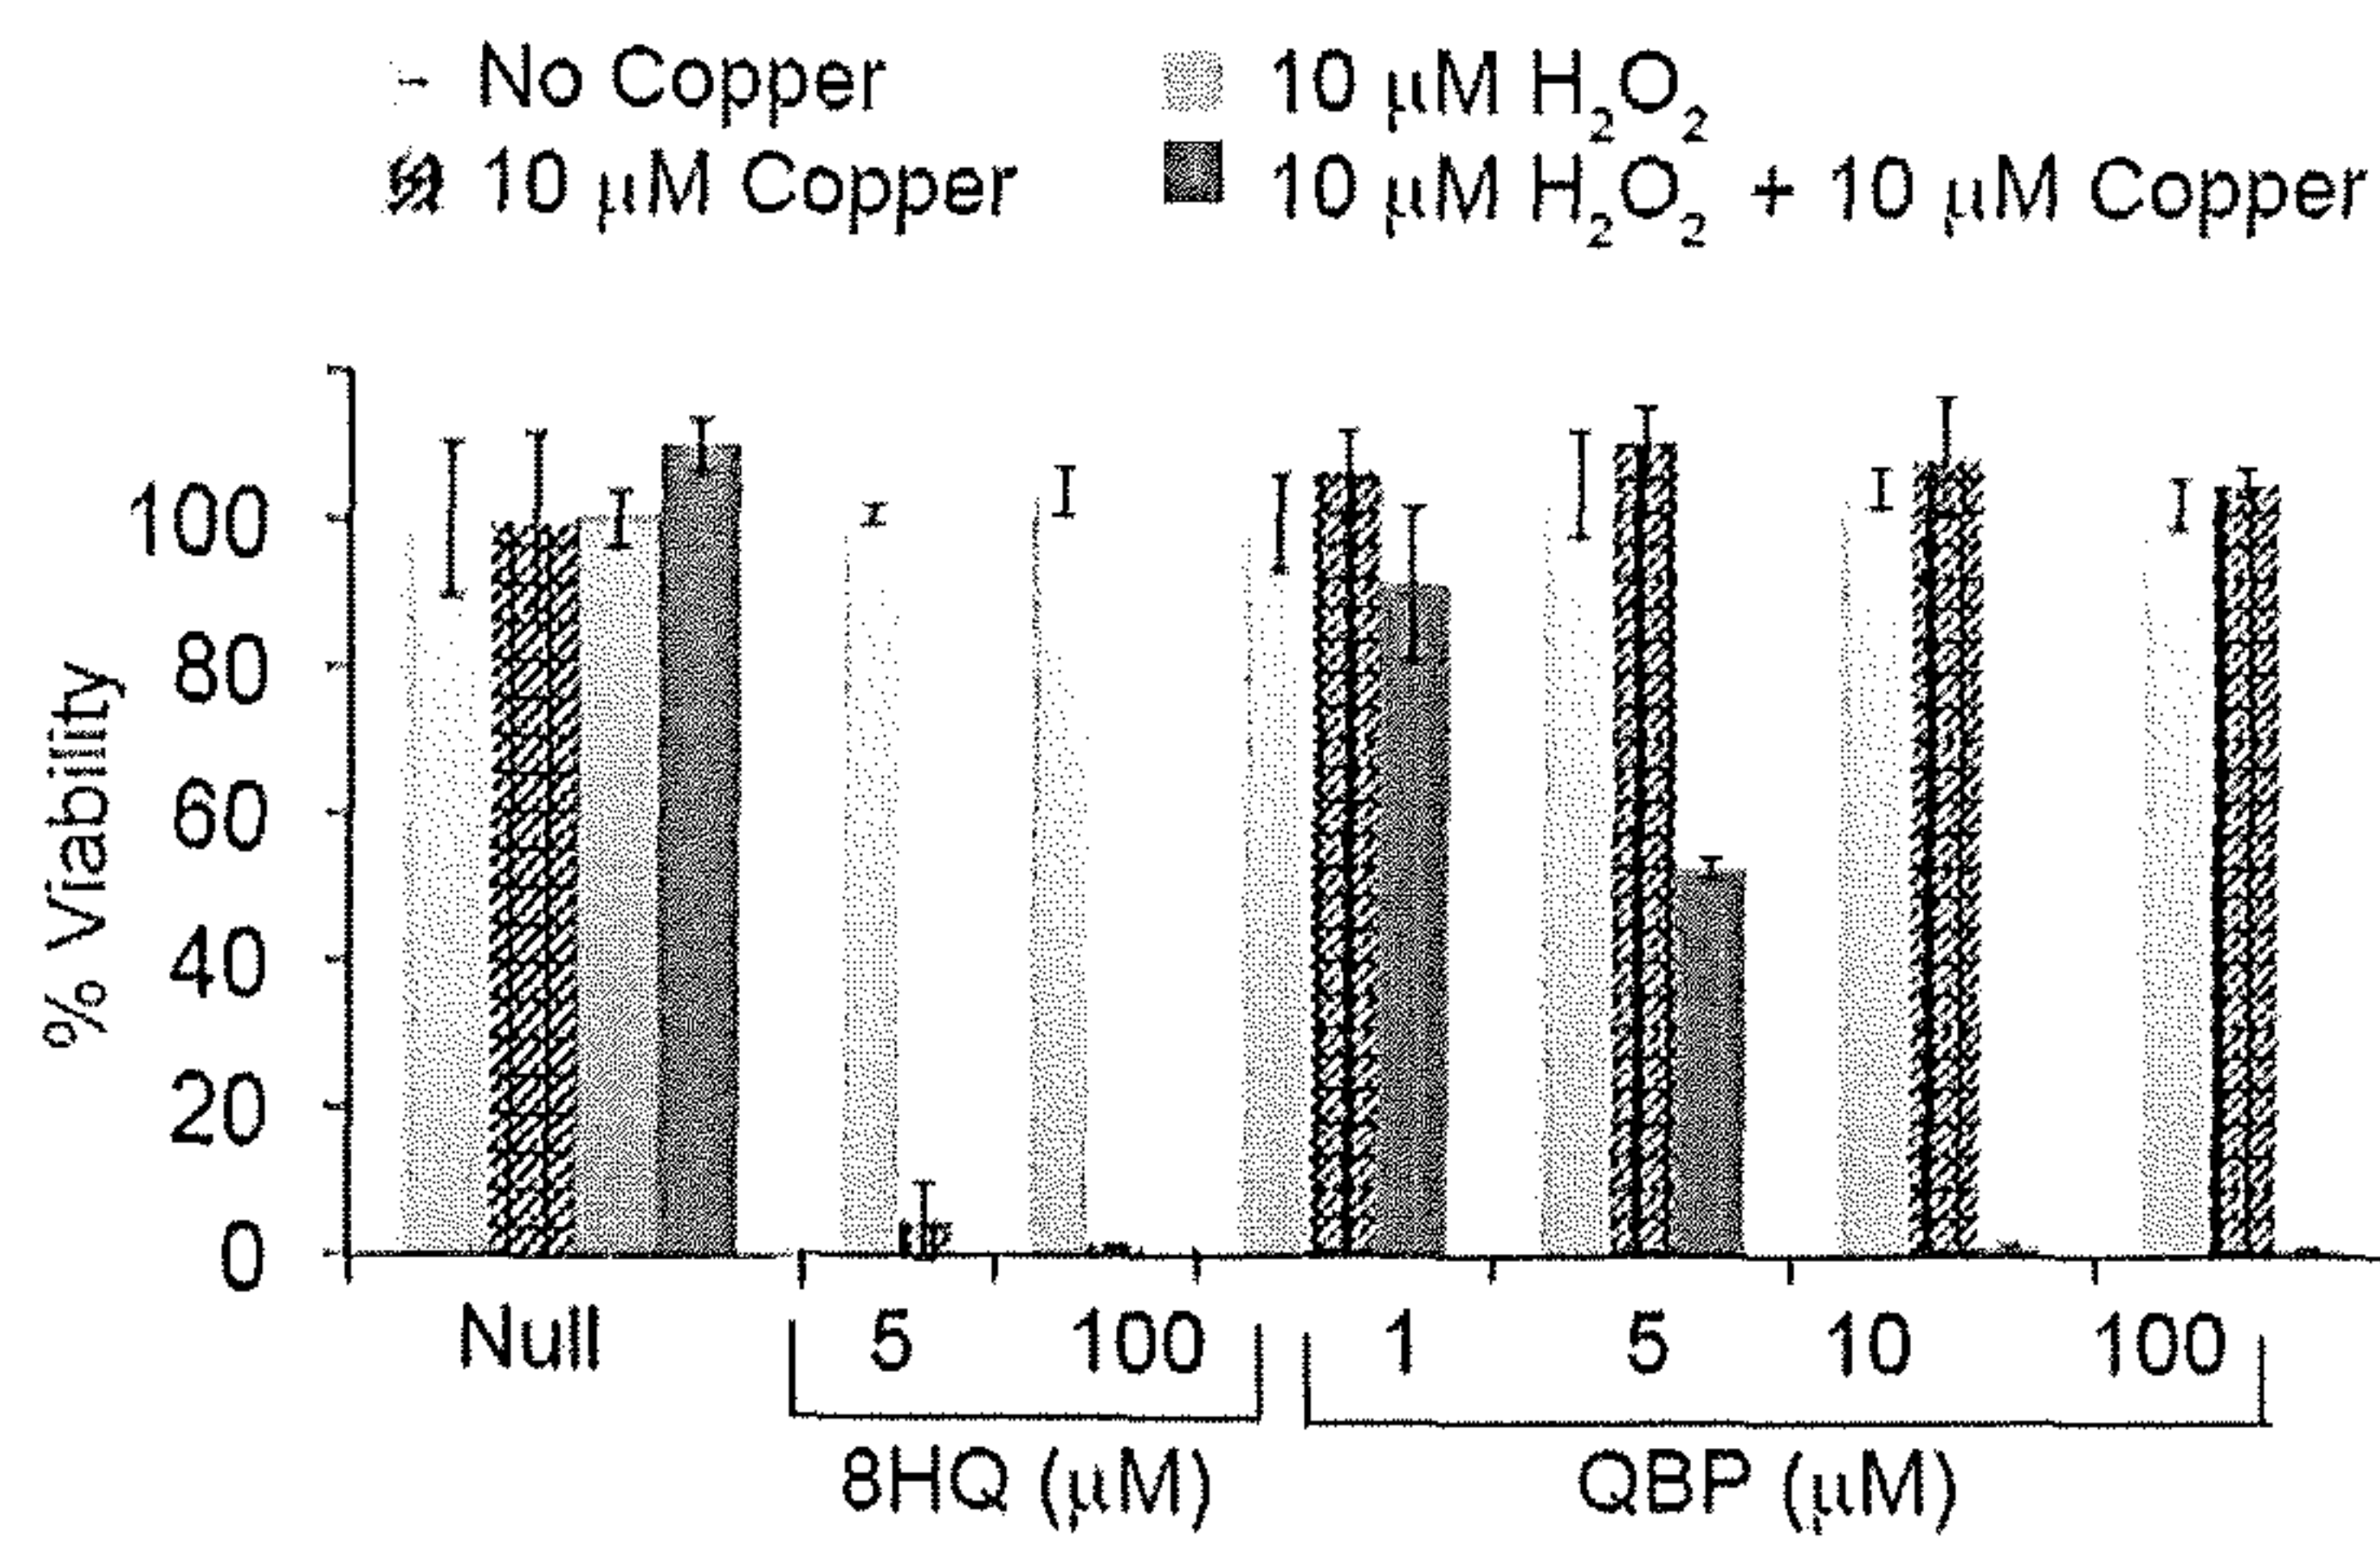 No Copper
10 μM H₂O₂
10 μM Copper
10 μM H₂O₂ + 10 μM Copper
% Viability
100
80
60
40
20
0
Null
5
100
1
5
10
100
8HQ (μM)
QBP (μM)